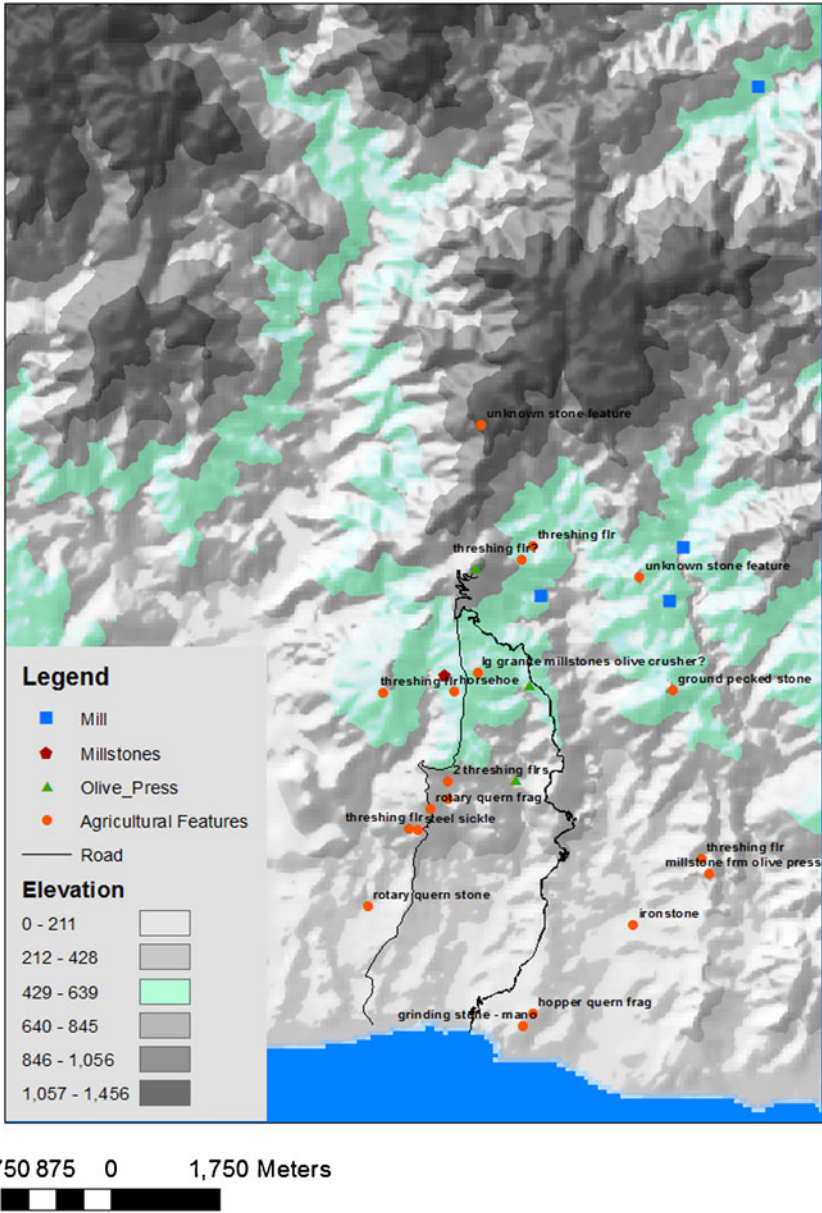 unknown stone feature
threshing flr
threshing flr?
unknown stone feature
lg granite millstones olive crusher?
threshing flr horsehoe
ground pecked stone
2 threshing flrs
rotary quern frag
threshing flr steel sickle
threshing flr
millstone frm olive press
rotary quern stone
ironstone
hopper quern frag
grinding stone - mano
Legend
Mill
Millstones
Olive_Press
Agricultural Features
Road
Elevation
0 - 211
212 - 428
429 - 639
640 - 845
846 - 1,056
1,057 - 1,456
750 875 0 1,750 Meters